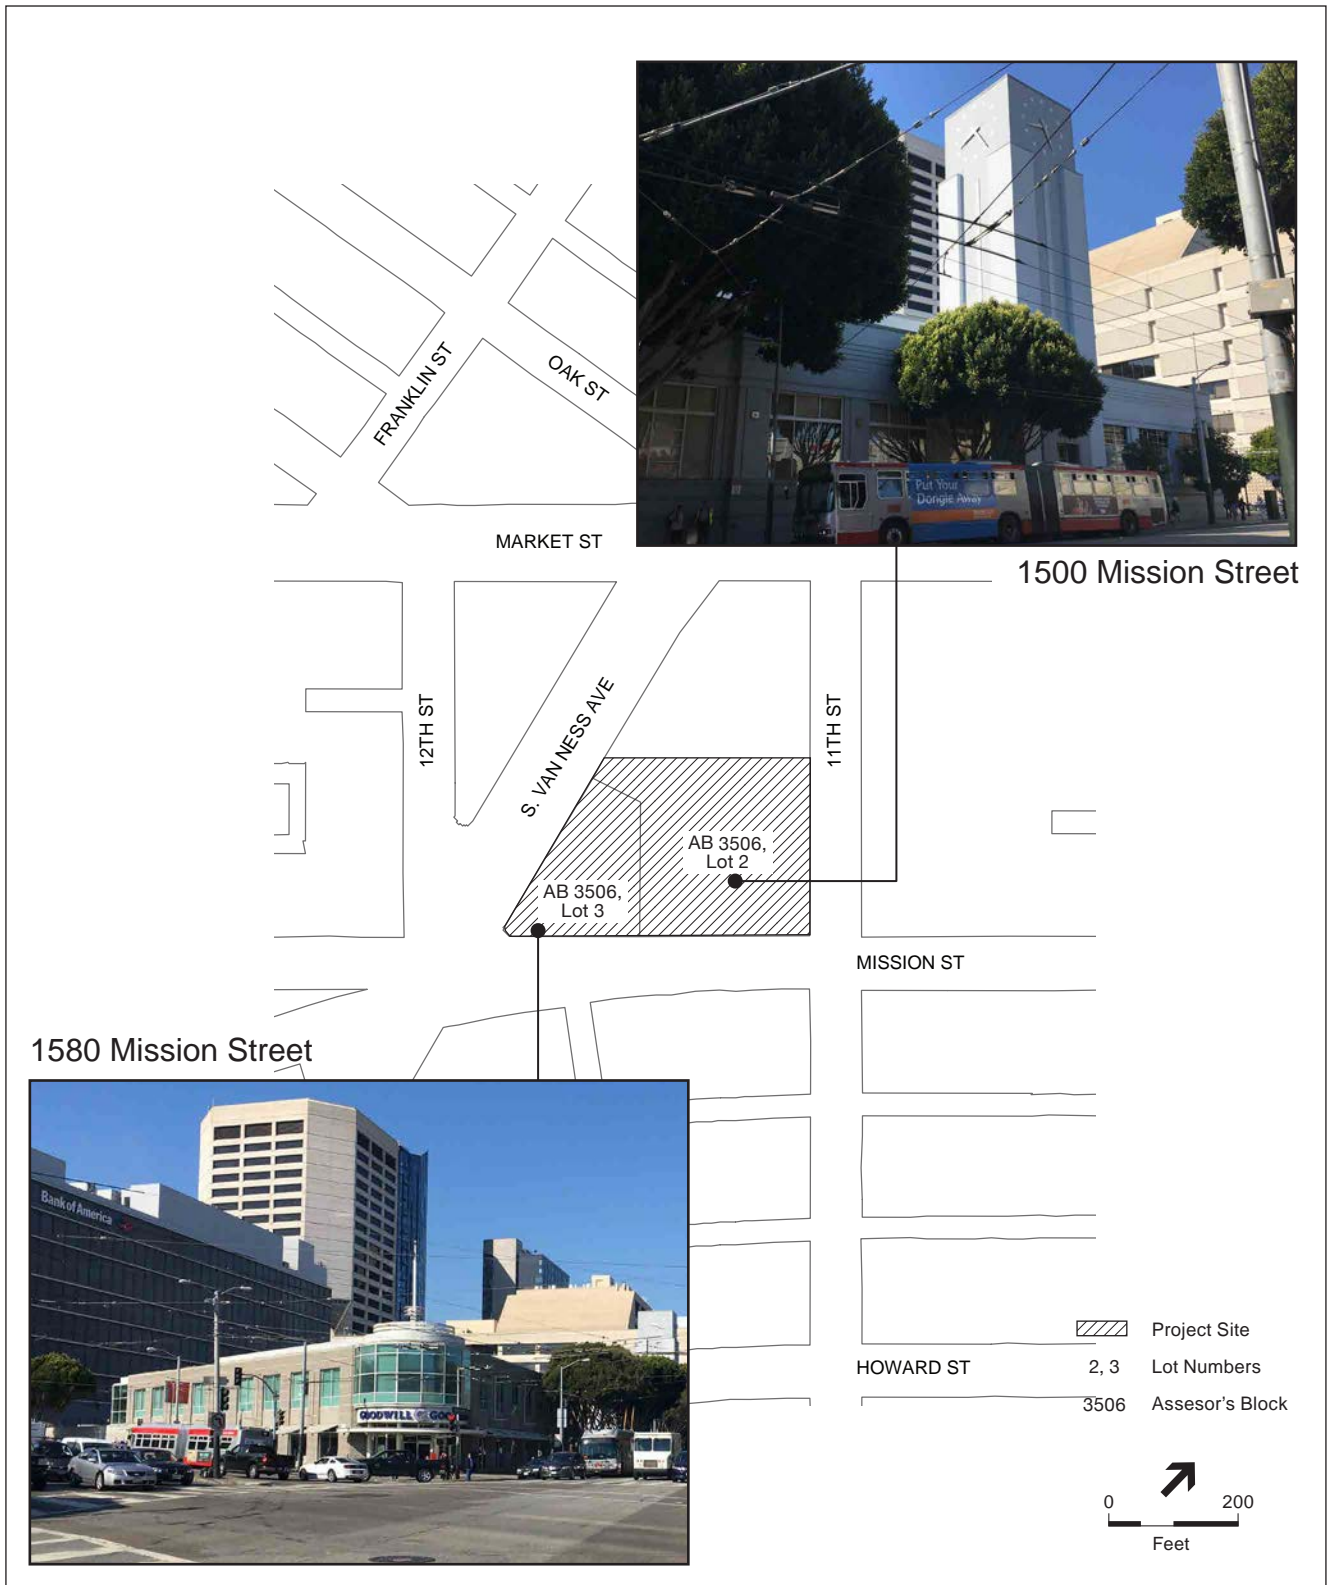 Put Your
Dongle Away
1500 Mission Street
FRANKLIN ST
OAK ST
MARKET ST
12TH ST
S. VAN NESS AVE
11TH ST
AB 3506,
Lot 2
AB 3506,
Lot 3
MISSION ST
1580 Mission Street
Bank of America
GOODWILL
HOWARD ST
Project Site
2, 3 Lot Numbers
3506 Assesor's Block
0 200
Feet